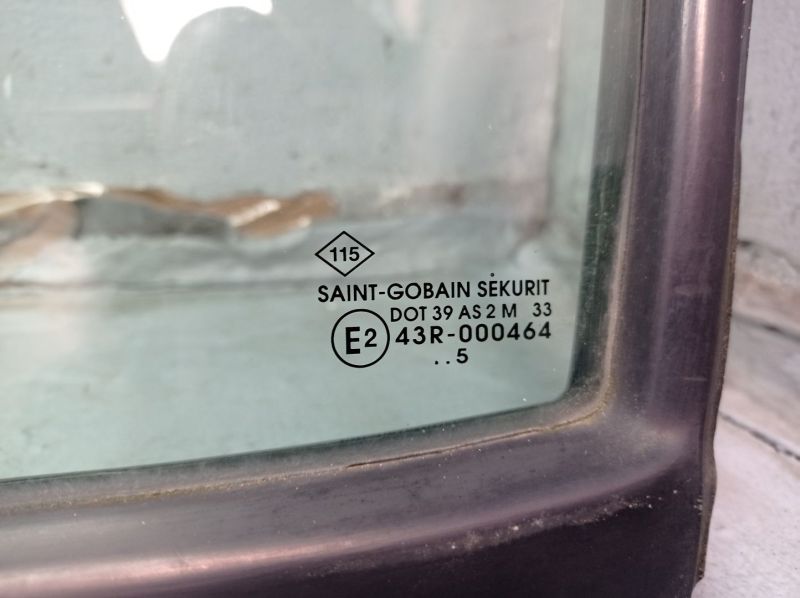 115
SAINT-GOBAIN SEKURIT
DOT 39 AS 2 M 33
E2 43R-000464
..5